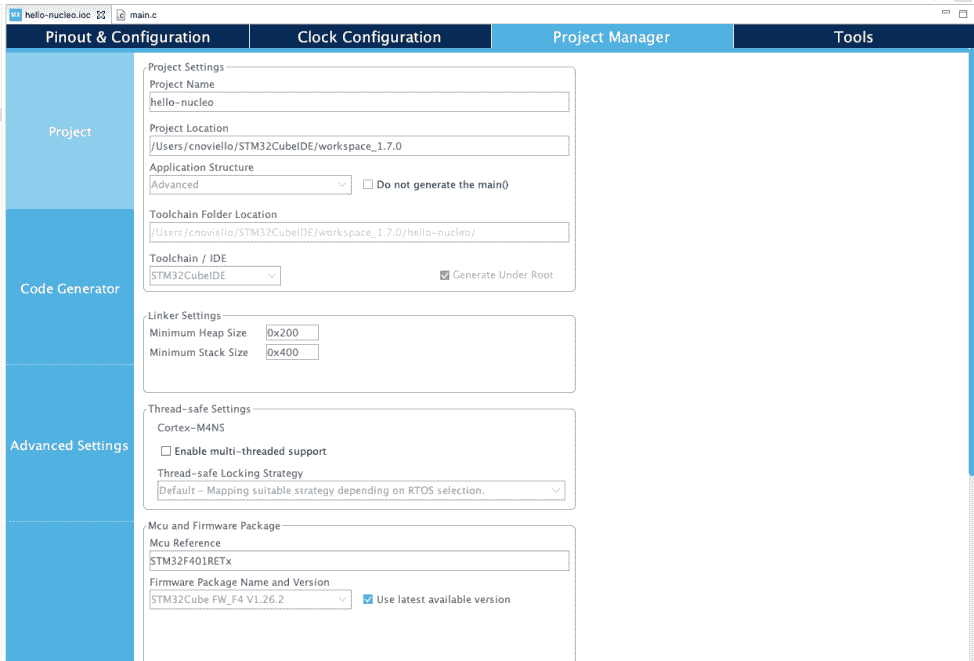 MX hello-nucleo.ioc main.c
Pinout & Configuration Clock Configuration Project Manager Tools
Project
Code Generator
Advanced Settings
Project Settings
Project Name
hello-nucleo
Project Location
/Users/cnoviello/STM32CubeIDE/workspace_1.7.0
Application Structure
Advanced Do not generate the main()
Toolchain Folder Location
/Users/cnoviello/STM32CubeIDE/workspace_1.7.0/hello-nucleo/
Toolchain / IDE
STM32CubeIDE Generate Under Root
Linker Settings
Minimum Heap Size 0x200
Minimum Stack Size 0x400
Thread-safe Settings
Cortex-M4NS
Enable multi-threaded support
Thread-safe Locking Strategy
Default - Mapping suitable strategy depending on RTOS selection.
Mcu and Firmware Package
Mcu Reference
STM32F401RETx
Firmware Package Name and Version
STM32Cube FW_F4 V1.26.2 Use latest available version